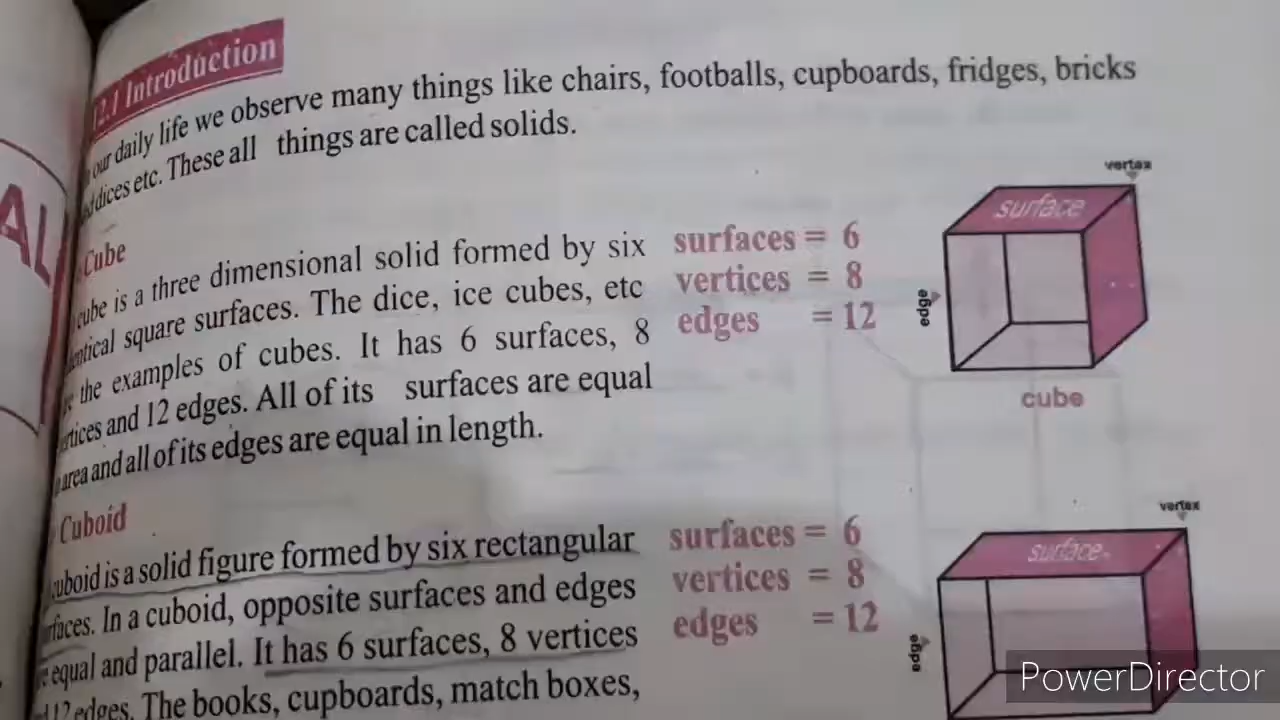 12.1 Introduction
our daily life we observe many things like chairs, footballs, cupboards, fridges, bricks
dices etc. These all things are called solids.
Cube
cube is a three dimensional solid formed by six
square surfaces. The dice, ice cubes, etc
the examples of cubes. It has 6 surfaces, 8
and 12 edges. All of its surfaces are equal
area and all of its edges are equal in length.
surfaces = 6
vertices = 8
edges = 12
vertex
surface
edge
cube
Cuboid
cuboid is a solid figure formed by six rectangular
In a cuboid, opposite surfaces and edges
equal and parallel. It has 6 surfaces, 8 vertices
12 edges. The books, cupboards, match boxes,
surfaces = 6
vertices = 8
edges = 12
vertex
surface
edge
AL
PowerDirector